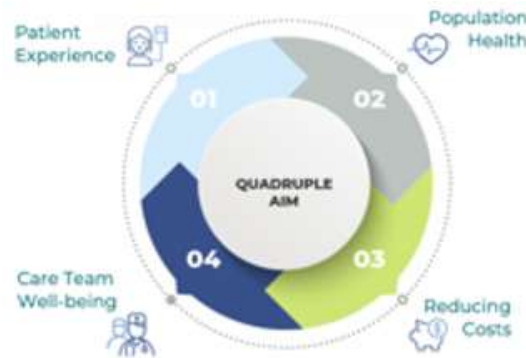 Patient
Experience
Population
Health
01
02
QUADRUPLE
AIM
04
03
Care Team
Well-being
Reducing
Costs